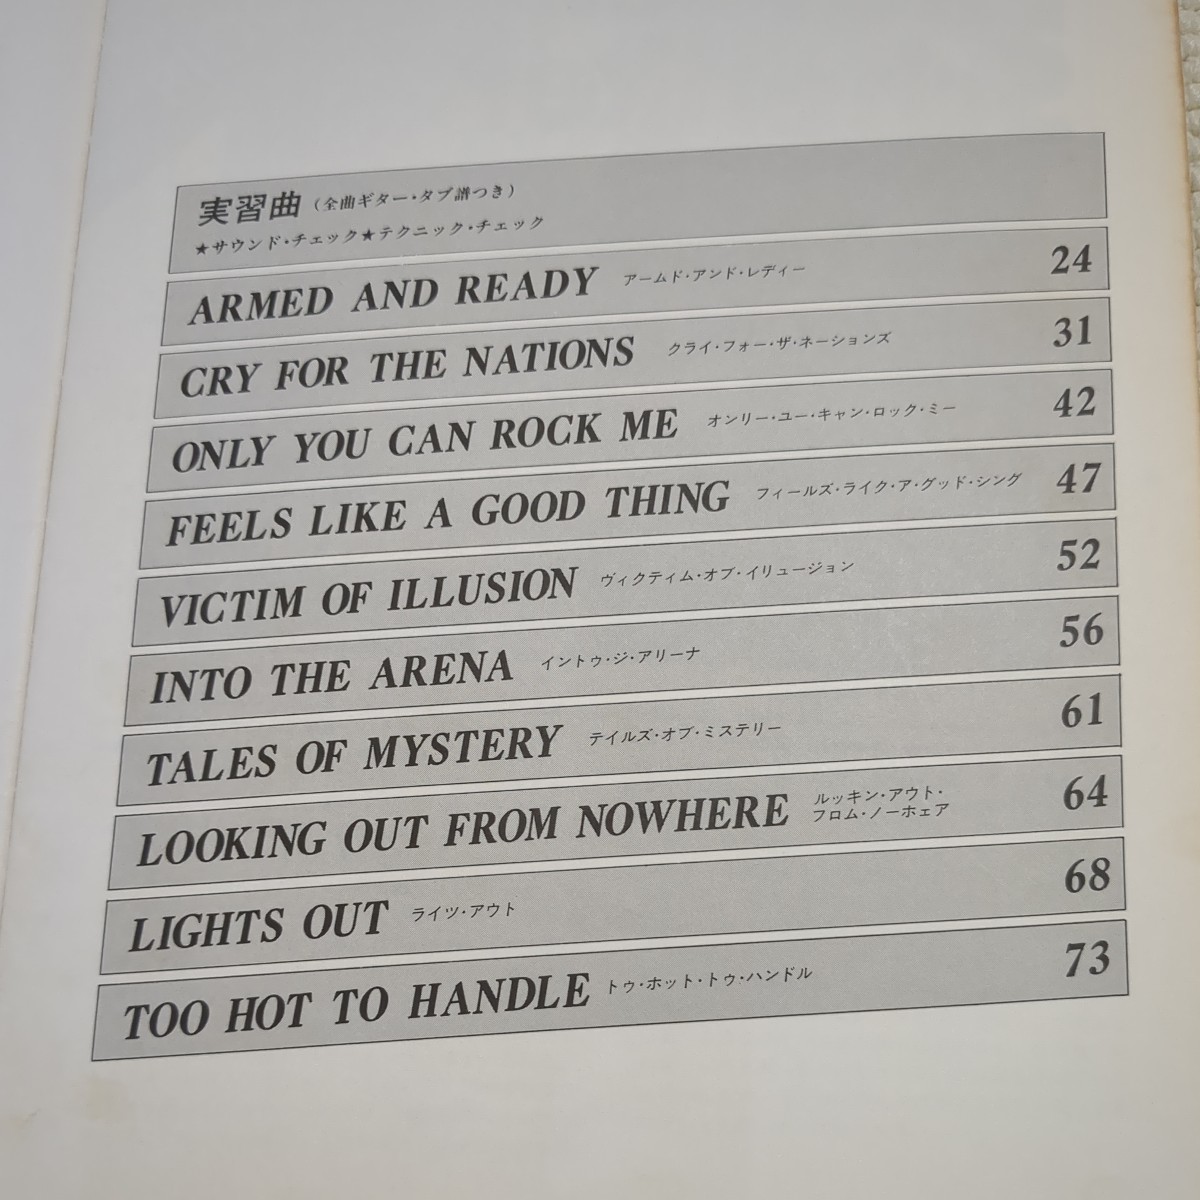 実習曲（全曲ギター・タブ譜つき）
★サウンド・チェック★テクニック・チェック
ARMED AND READY アームド・アンド・レディー 24
CRY FOR THE NATIONS クライ・フォー・ザ・ネーションズ 31
ONLY YOU CAN ROCK ME オンリー・ユー・キャン・ロック・ミー 42
FEELS LIKE A GOOD THING フィールズ・ライク・ア・グッド・シング 47
VICTIM OF ILLUSION ヴィクティム・オブ・イリュージョン 52
INTO THE ARENA イントゥ・ジ・アリーナ 56
TALES OF MYSTERY テイルズ・オブ・ミステリー 61
LOOKING OUT FROM NOWHERE ルッキン・アウト・
フロム・ノーホェア 64
LIGHTS OUT ライツ・アウト 68
TOO HOT TO HANDLE トゥ・ホット・トゥ・ハンドル 73